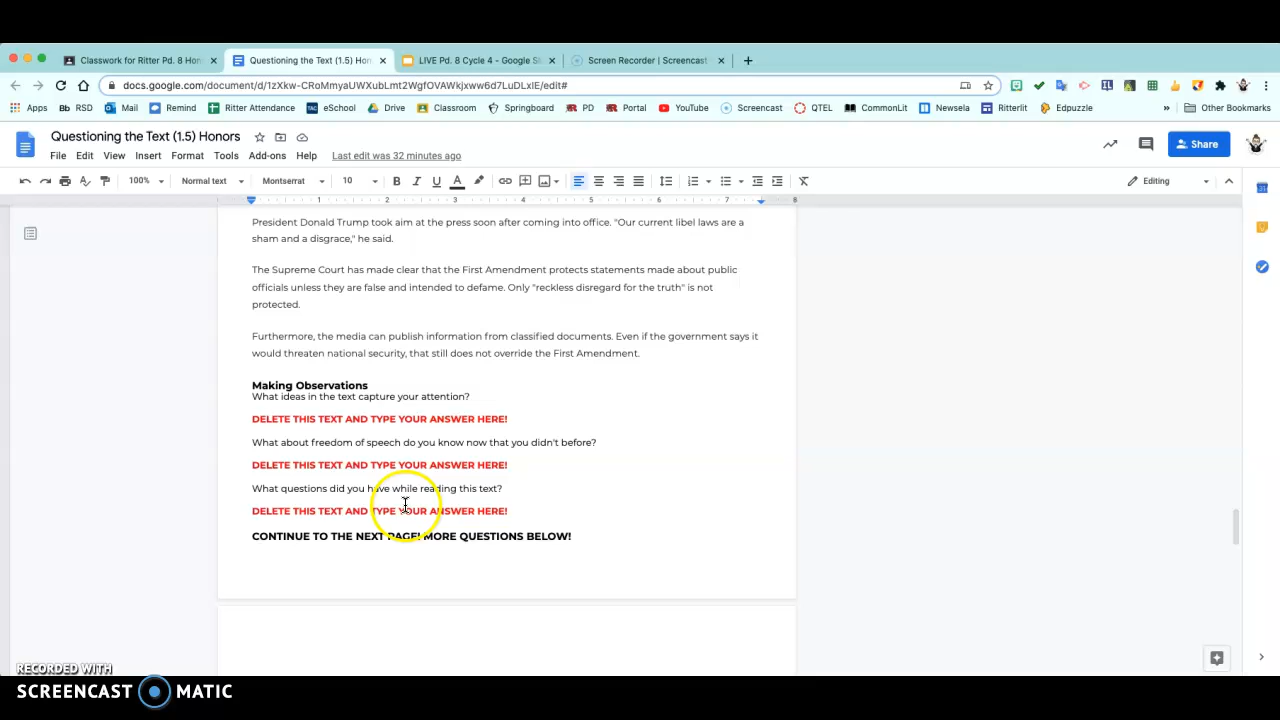 Classwork for Ritter Pd. 8 Hon
Questioning the Text (1.5) Hon
LIVE Pd. 8 Cycle 4 - Google Sl
Screen Recorder | Screencast
docs.google.com/document/d/1zXkw-CRoMmyaUWXubLmt2WgfOVAWkjxww6d7LuDLxIE/edit#
Apps
Bb RSD
Mail
Remind
Ritter Attendance
eSchool
Drive
Classroom
Springboard
PD
Portal
YouTube
Screencast
QTEL
CommonLit
Newsela
Ritterlit
Edpuzzle
»
Other Bookmarks
Questioning the Text (1.5) Honors
File Edit View Insert Format Tools Add-ons Help Last edit was 32 minutes ago
Share
100% Normal text Montserrat 10 B I U A Editing
1 2 3 4 5 6 7 8
President Donald Trump took aim at the press soon after coming into office. "Our current libel laws are a
sham and a disgrace," he said.
The Supreme Court has made clear that the First Amendment protects statements made about public
officials unless they are false and intended to defame. Only "reckless disregard for the truth" is not
protected.
Furthermore, the media can publish information from classified documents. Even if the government says it
would threaten national security, that still does not override the First Amendment.
Making Observations
What ideas in the text capture your attention?
DELETE THIS TEXT AND TYPE YOUR ANSWER HERE!
What about freedom of speech do you know now that you didn't before?
DELETE THIS TEXT AND TYPE YOUR ANSWER HERE!
What questions did you have while reading this text?
DELETE THIS TEXT AND TYPE YOUR ANSWER HERE!
CONTINUE TO THE NEXT PAGE! MORE QUESTIONS BELOW!
RECORDED WITH
SCREENCAST MATIC